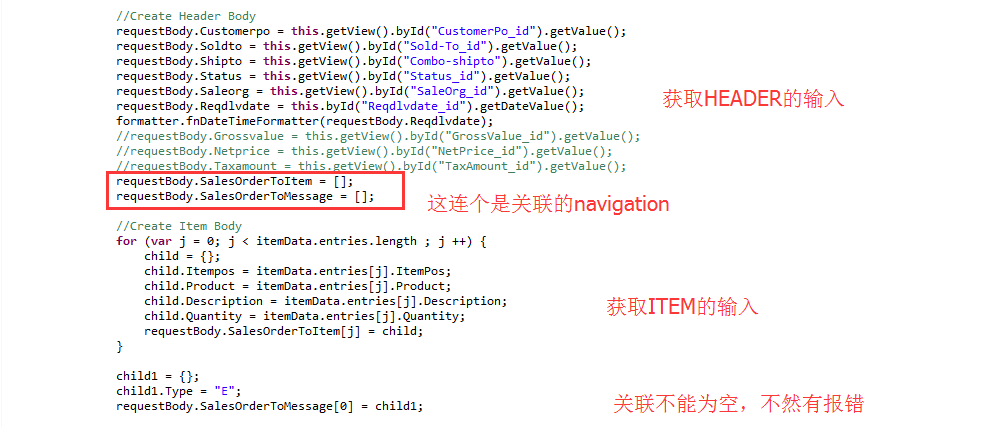 //Create Header Body
requestBody.Customerpo = this.getView().byId("CustomerPo_id").getValue();
requestBody.Soldto = this.getView().byId("Sold-To_id").getValue();
requestBody.Shipto = this.getView().byId("Combo-shipto").getValue();
requestBody.Status = this.getView().byId("Status_id").getValue();
requestBody.Saleorg = this.getView().byId("SaleOrg_id").getValue();
requestBody.Reqdlvdate = this.byId("Reqdlvdate_id").getDateValue();
获取HEADER的输入
formatter.fnDateTimeFormatter(requestBody.Reqdlvdate);
//requestBody.Grossvalue = this.getView().byId("GrossValue_id").getValue();
//requestBody.Netprice = this.getView().byId("NetPrice_id").getValue();
//requestBody.Taxamount = this.getView().byId("TaxAmount_id").getValue();
requestBody.SalesOrderToItem = [];
requestBody.SalesOrderToMessage = [];
这连个是关联的navigation
//Create Item Body
for (var j = 0; j < itemData.entries.length ; j ++) {
child = {};
child.Itempos = itemData.entries[j].ItemPos;
child.Product = itemData.entries[j].Product;
child.Description = itemData.entries[j].Description;
获取ITEM的输入
child.Quantity = itemData.entries[j].Quantity;
requestBody.SalesOrderToItem[j] = child;
}
child1 = {};
child1.Type = "E";
requestBody.SalesOrderToMessage[0] = child1;
关联不能为空，不然有报错